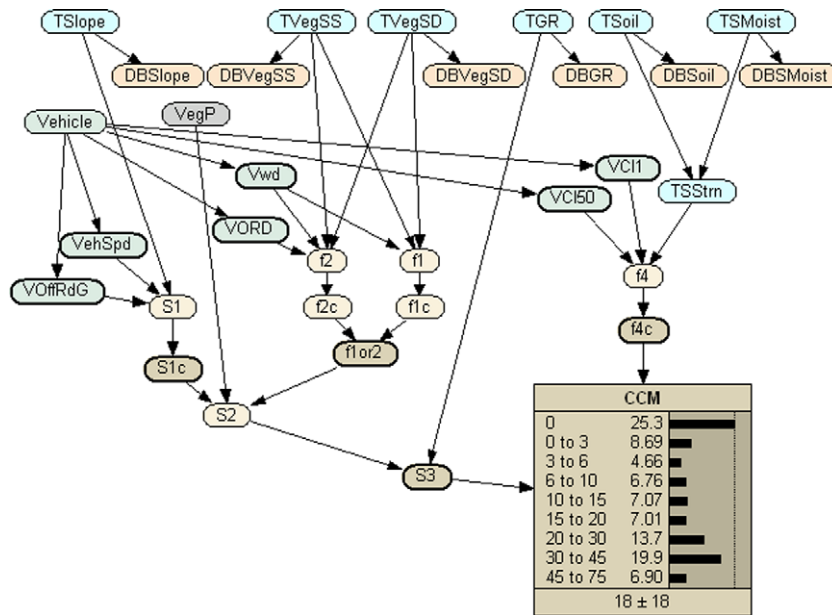 TSlope TVegSS TVegSD TGR TSoil TSMoist
DBSlope DBVegSS DBVegSD DBGR DBSoil DBSMoist
Vehicle VegP
Vwd VCI1
VCI50 TSStrn
VORD
VehSpd f2 f1
VOffRdG f4
S1 f2c f1c
f4c
f1or2
S1c
CCM
S2
0 25.3
0 to 3 8.69
3 to 6 4.66
S3
6 to 10 6.76
10 to 15 7.07
15 to 20 7.01
20 to 30 13.7
30 to 45 19.9
45 to 75 6.90
18 ± 18